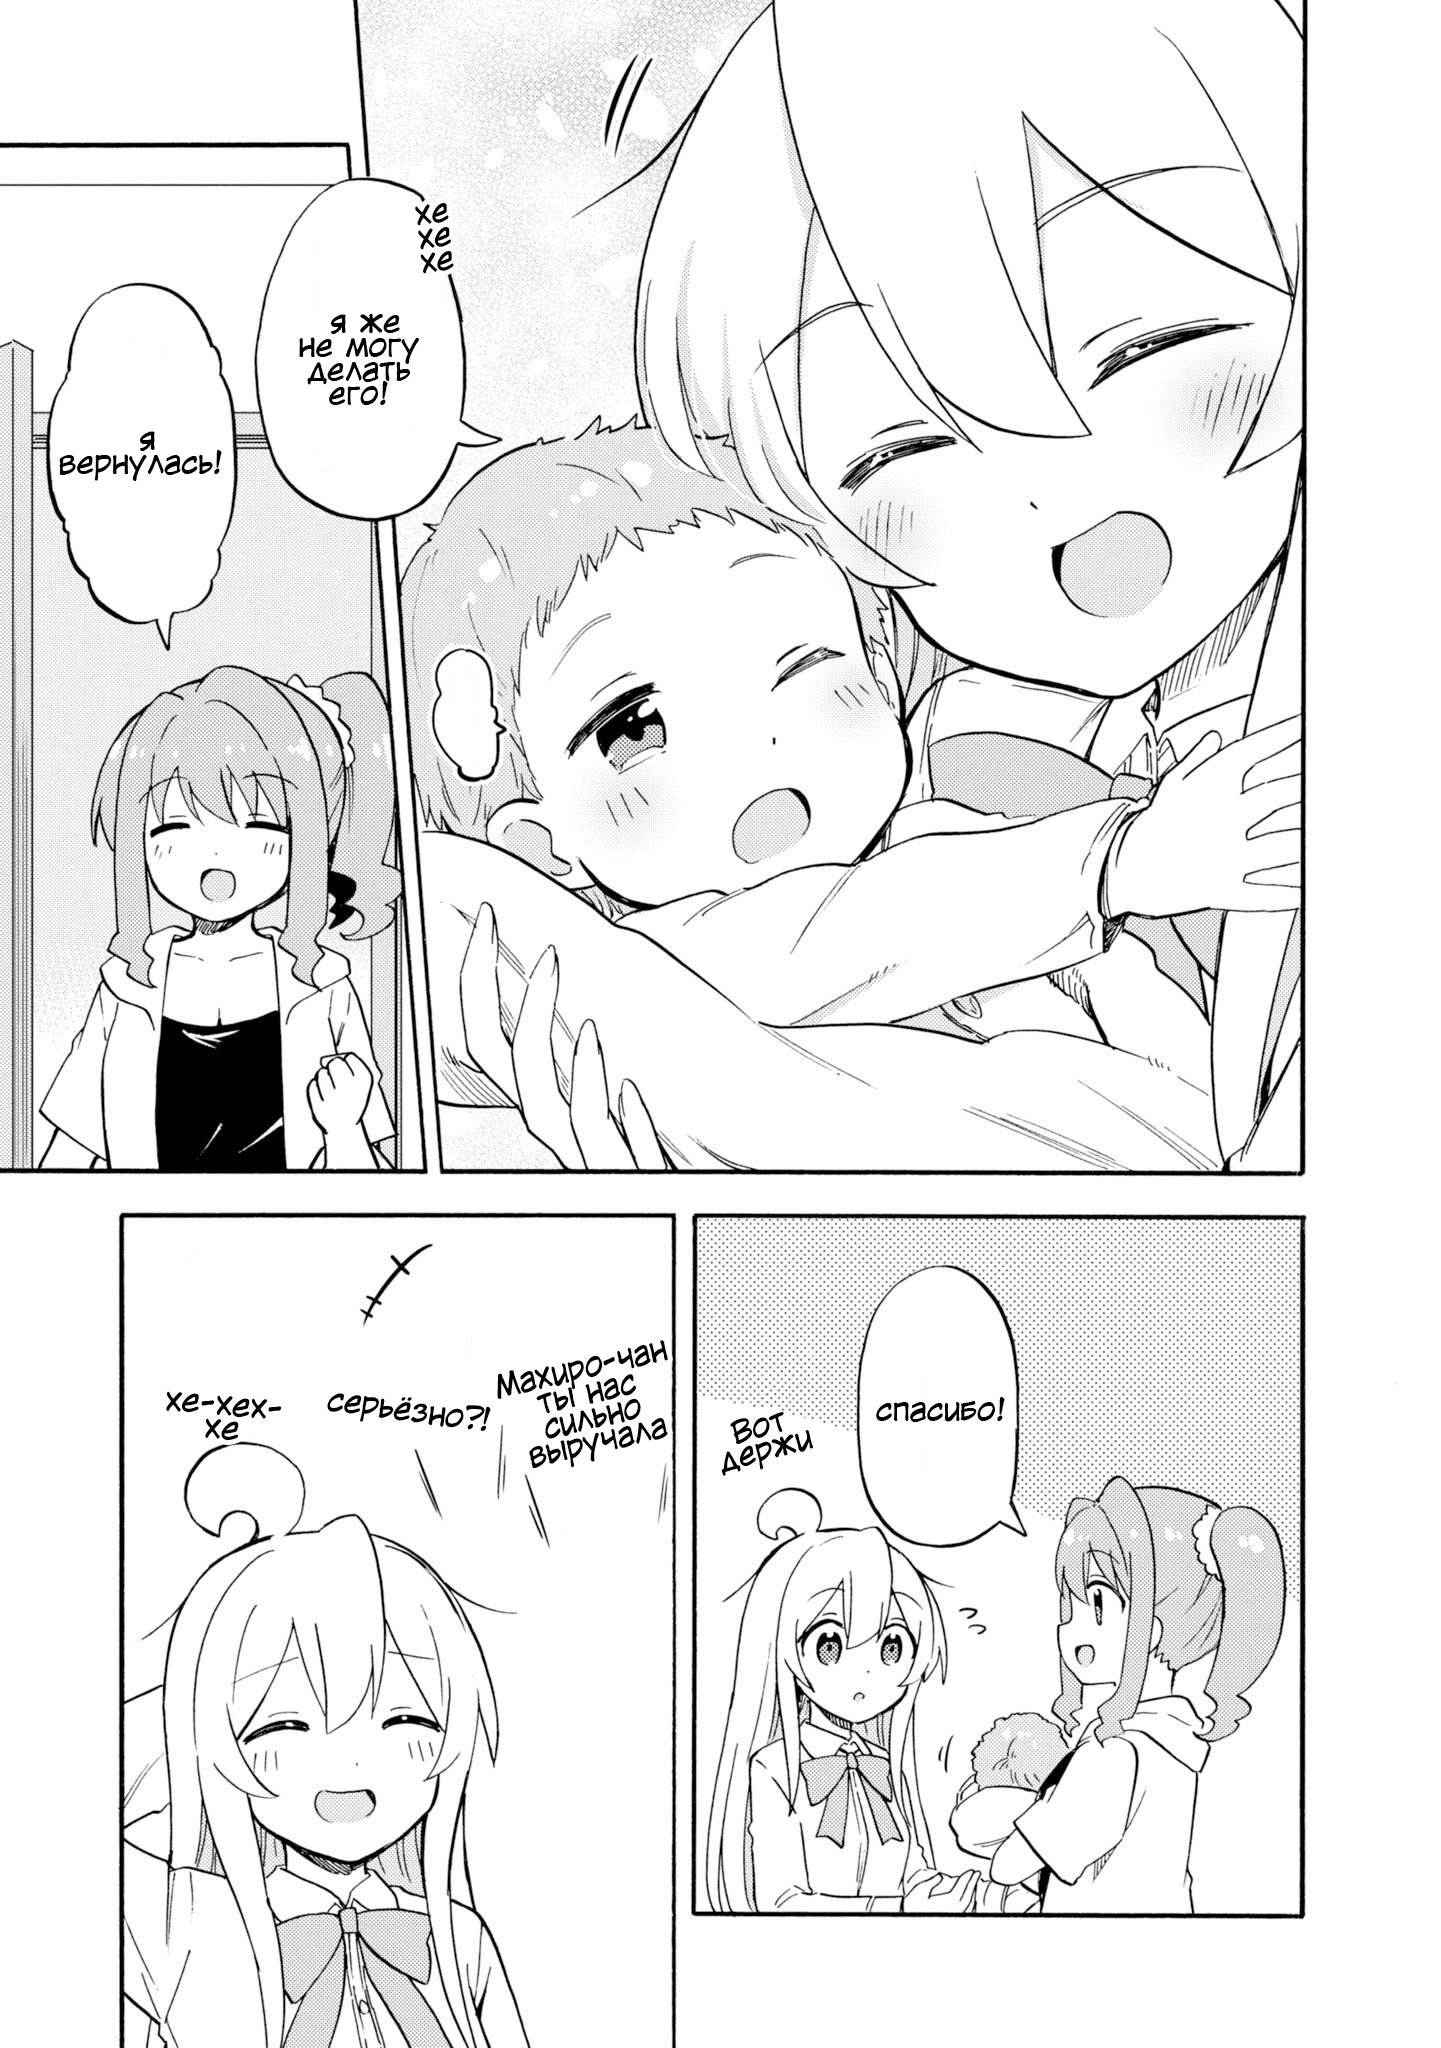 хе
хе
хе
я же
не могу
делать
его!
я
вернулась!
спасибо!
Вот
держи
Махиро-чан
ты нас
сильно
выручала
серьёзно?!
хе-хех-
хе